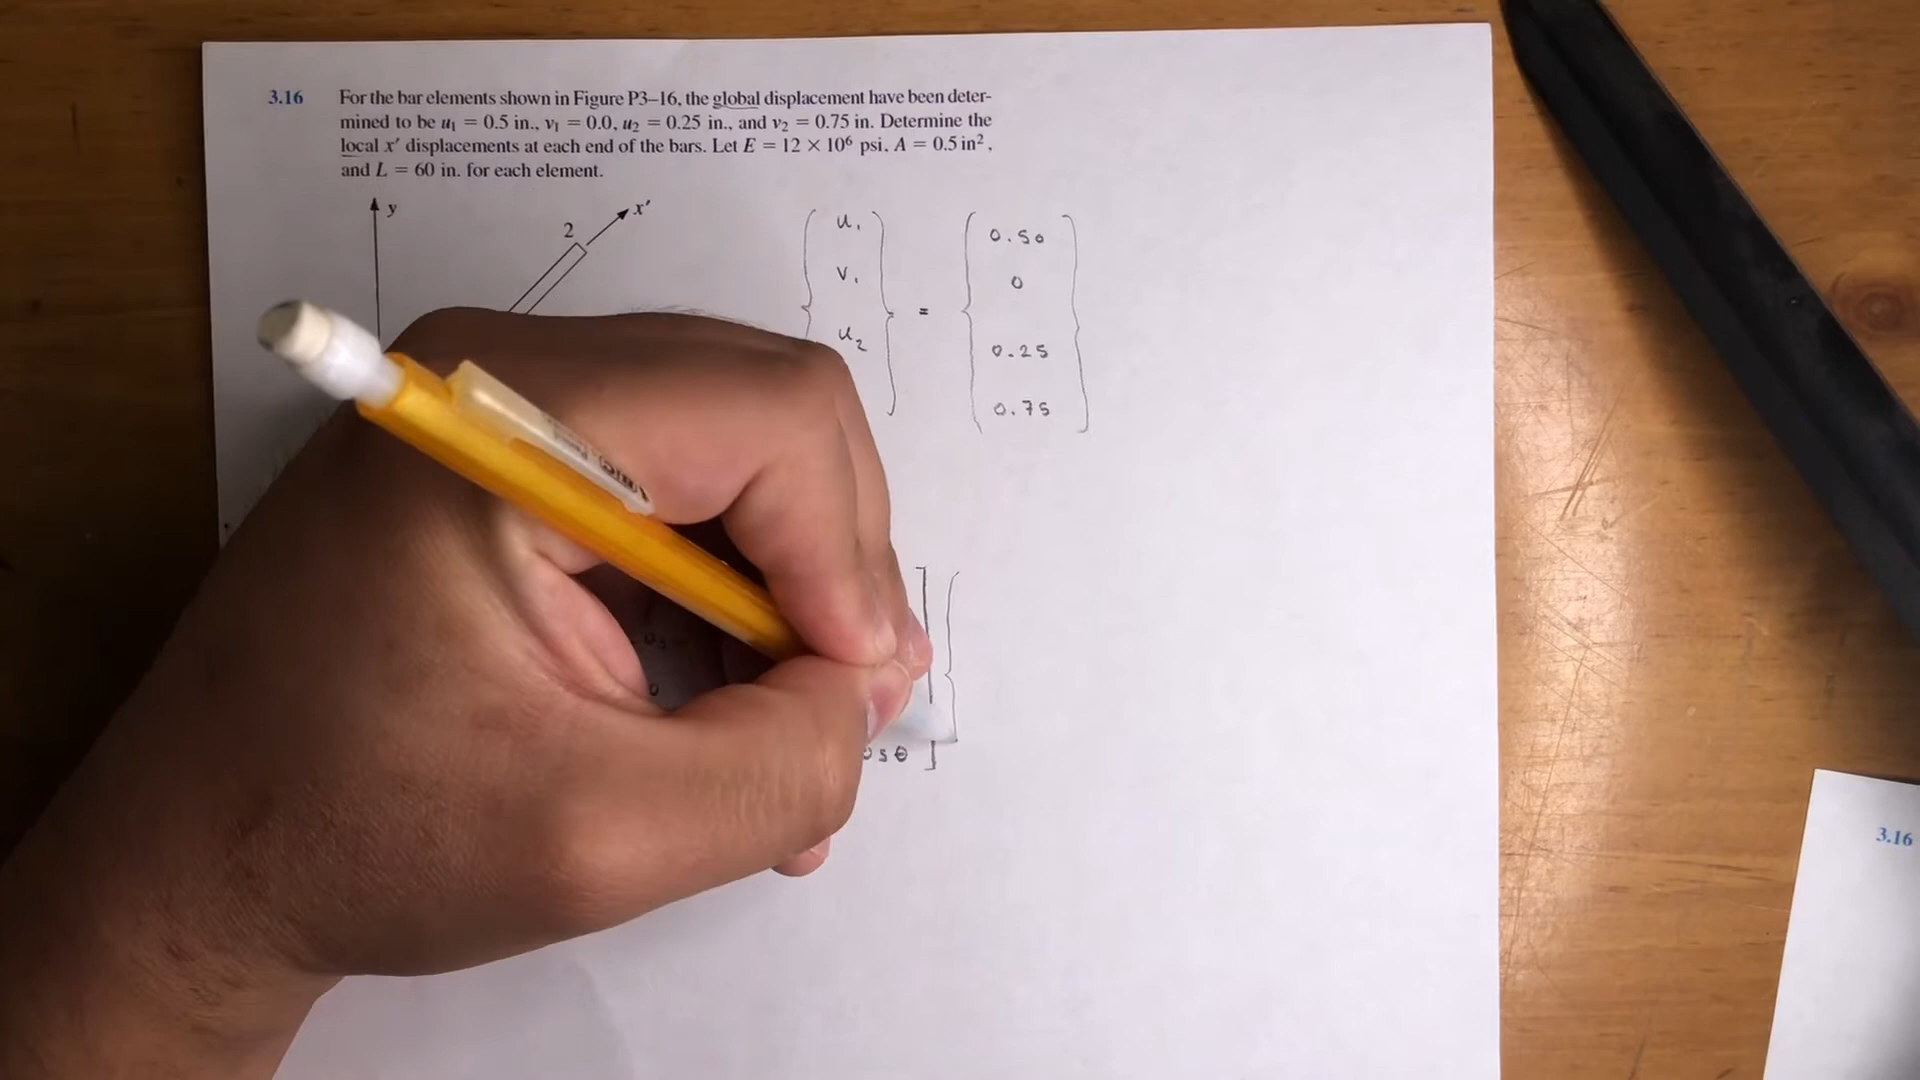 3.16 For the bar elements shown in Figure P3–16, the global displacement have been deter-
mined to be u₁ = 0.5 in., v₁ = 0.0, u₂ = 0.25 in., and v₂ = 0.75 in. Determine the
local x′ displacements at each end of the bars. Let E = 12 × 10⁶ psi, A = 0.5 in²,
and L = 60 in. for each element.
y
2
x′
u₁
v₁
u₂
=
0.50
0
0.25
0.75
0
θ
3.16